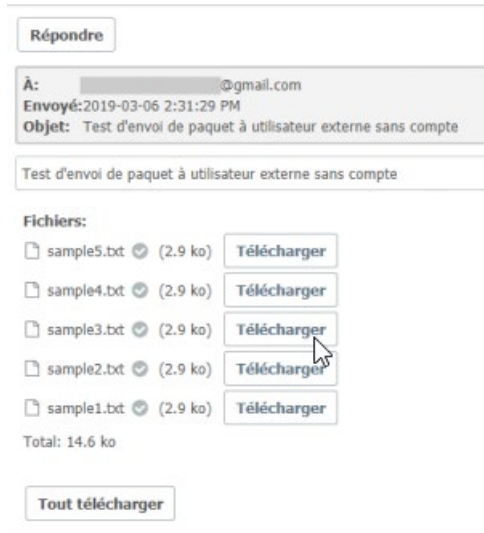 Répondre
À: @gmail.com
Envoyé:2019-03-06 2:31:29 PM
Objet: Test d'envoi de paquet à utilisateur externe sans compte
Test d'envoi de paquet à utilisateur externe sans compte
Fichiers:
sample5.txt (2.9 ko) Télécharger
sample4.txt (2.9 ko) Télécharger
sample3.txt (2.9 ko) Télécharger
sample2.txt (2.9 ko) Télécharger
sample1.txt (2.9 ko) Télécharger
Total: 14.6 ko
Tout télécharger